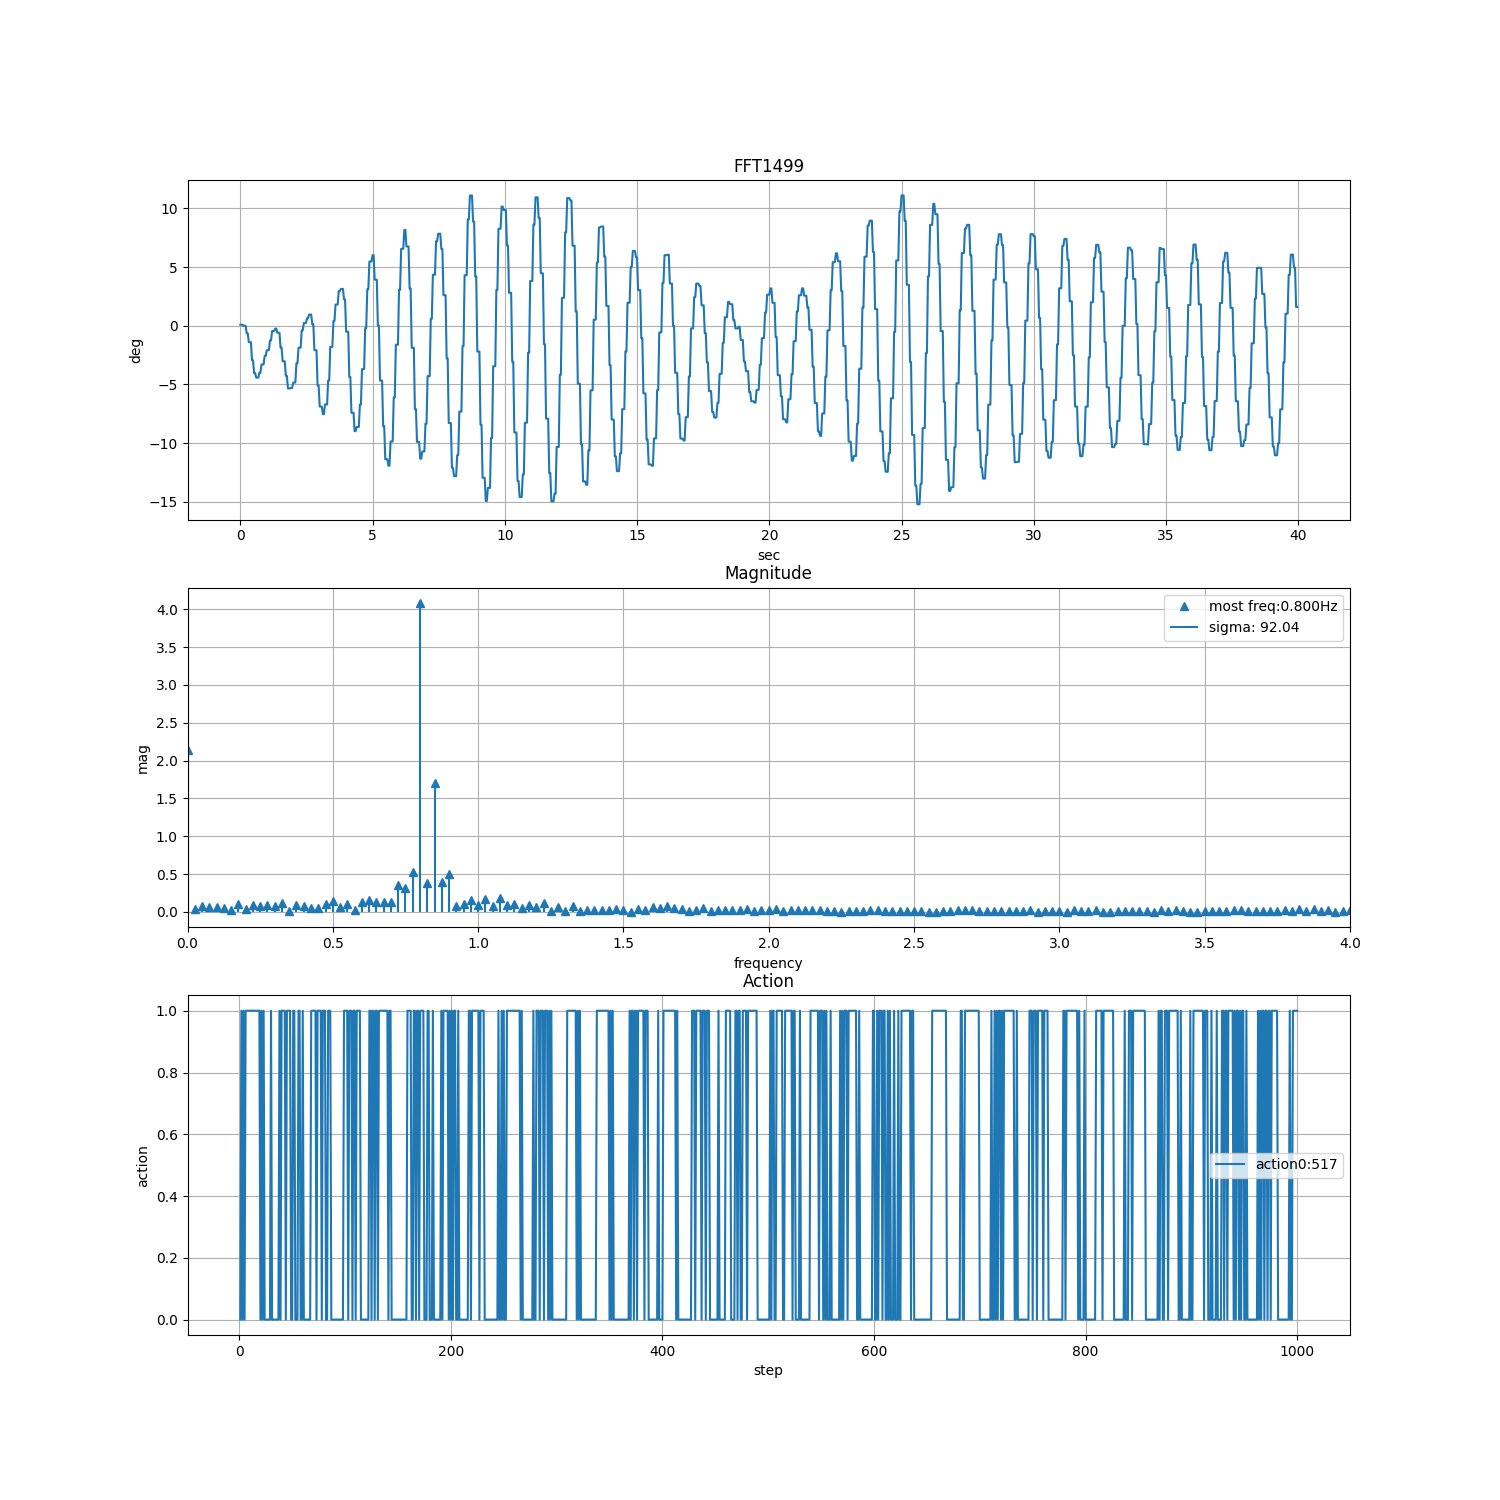 FFT1499
10
5
0
−5
−10
−15
deg
0 5 10 15 20 25 30 35 40
sec
Magnitude
4.0
3.5
3.0
2.5
2.0
1.5
1.0
0.5
0.0
mag
most freq:0.800Hz
sigma: 92.04
0.0 0.5 1.0 1.5 2.0 2.5 3.0 3.5 4.0
frequency
Action
1.0
0.8
0.6
0.4
0.2
0.0
action
action0:517
0 200 400 600 800 1000
step